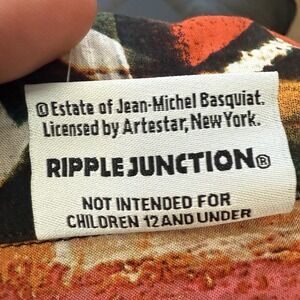 ©Estate of Jean-Michel Basquiat.
Licensed by Artestar, New York.
RIPPLE JUNCTION®
NOT INTENDED FOR
CHILDREN 12 AND UNDER